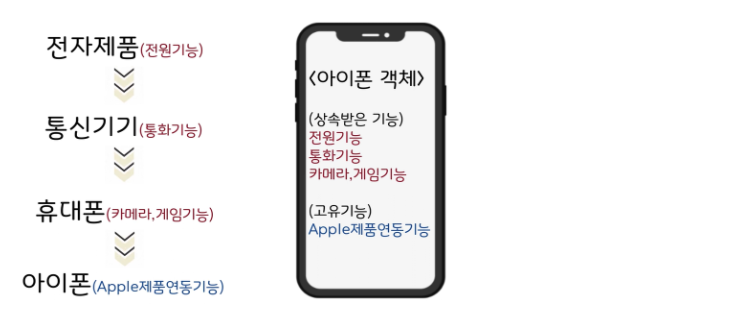 전자제품(전원기능)
통신기기(통화기능)
휴대폰(카메라,게임기능)
아이폰(Apple제품연동기능)
<아이폰 객체>
(상속받은 기능)
전원기능
통화기능
카메라,게임기능
(고유기능)
Apple제품연동기능